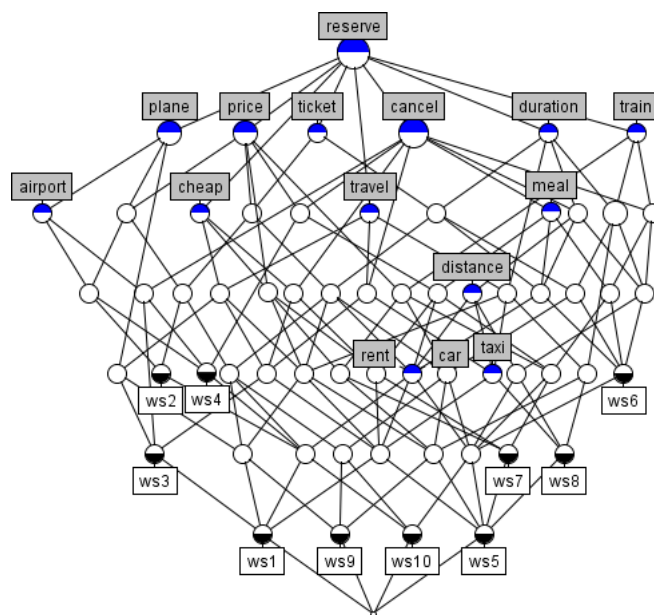 reserve
plane
price
ticket
cancel
duration
train
airport
cheap
travel
meal
distance
rent
car
taxi
ws2
ws4
ws6
ws3
ws7
ws8
ws1
ws9
ws10
ws5